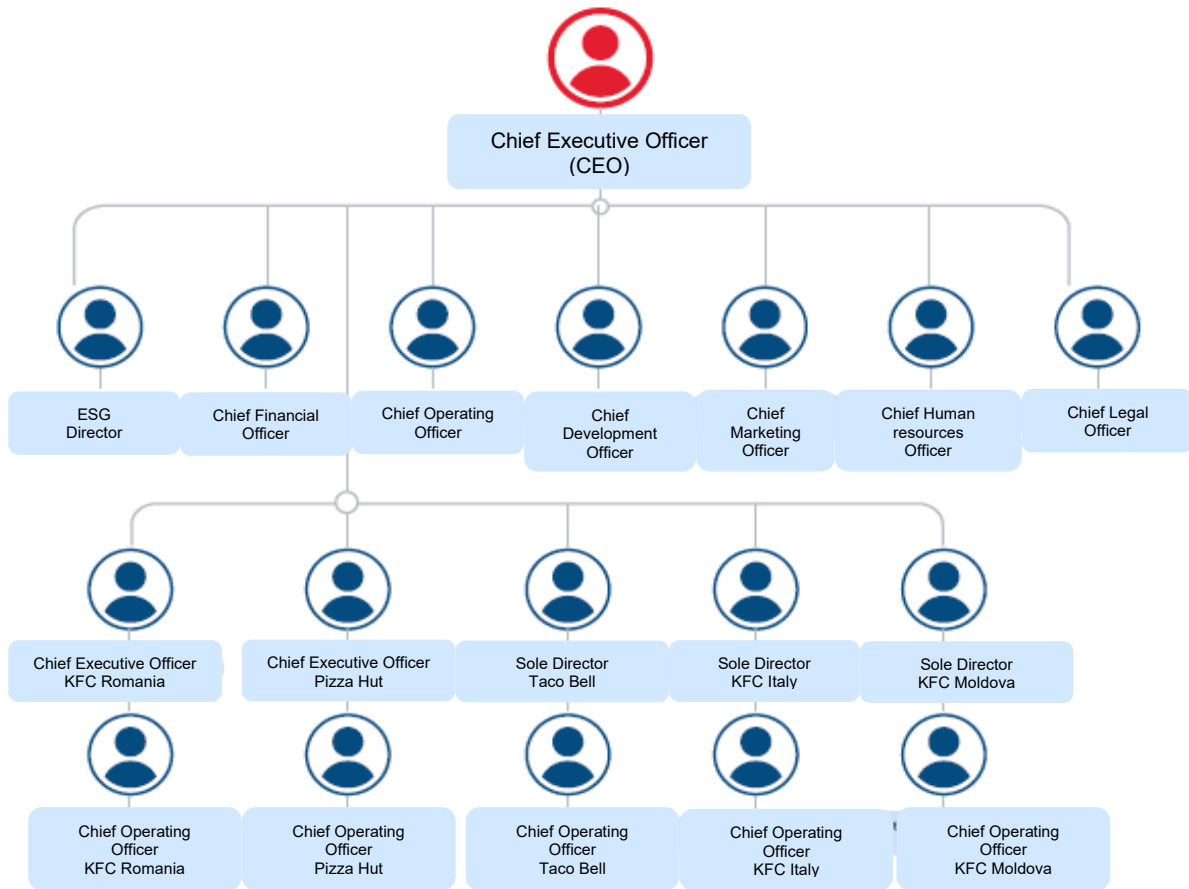 Chief Executive Officer
(CEO)
ESG
Director
Chief Financial
Officer
Chief Operating
Officer
Chief
Development
Officer
Chief
Marketing
Officer
Chief Human
resources
Officer
Chief Legal
Officer
Chief Executive Officer
KFC Romania
Chief Executive Officer
Pizza Hut
Sole Director
Taco Bell
Sole Director
KFC Italy
Sole Director
KFC Moldova
Chief Operating
Officer
KFC Romania
Chief Operating
Officer
Pizza Hut
Chief Operating
Officer
Taco Bell
Chief Operating
Officer
KFC Italy
Chief Operating
Officer
KFC Moldova